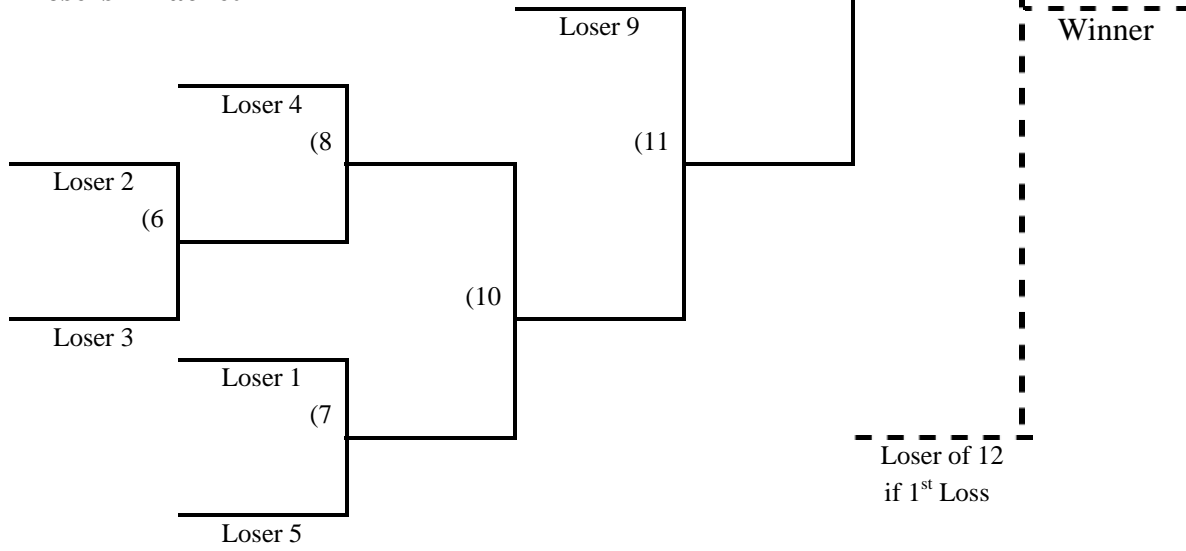 Loser 9
Winner
Loser 4
(8
(11
Loser 2
(6
(10
Loser 3
Loser 1
(7
Loser of 12
if 1st Loss
Loser 5